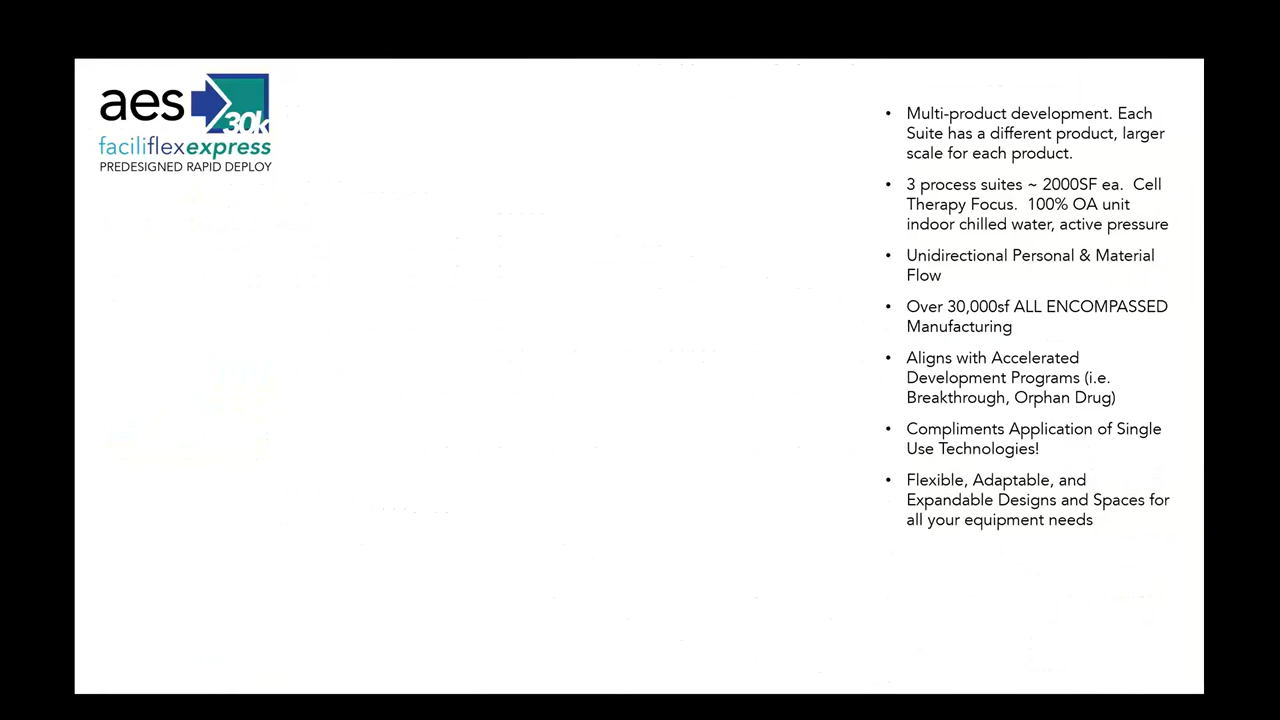 aes
30k
faciliflexexpress
PREDESIGNED RAPID DEPLOY
• Multi-product development. Each
Suite has a different product, larger
scale for each product.
• 3 process suites ~ 2000SF ea. Cell
Therapy Focus. 100% OA unit
indoor chilled water, active pressure
• Unidirectional Personal & Material
Flow
• Over 30,000sf ALL ENCOMPASSED
Manufacturing
• Aligns with Accelerated
Development Programs (i.e.
Breakthrough, Orphan Drug)
• Compliments Application of Single
Use Technologies!
• Flexible, Adaptable, and
Expandable Designs and Spaces for
all your equipment needs